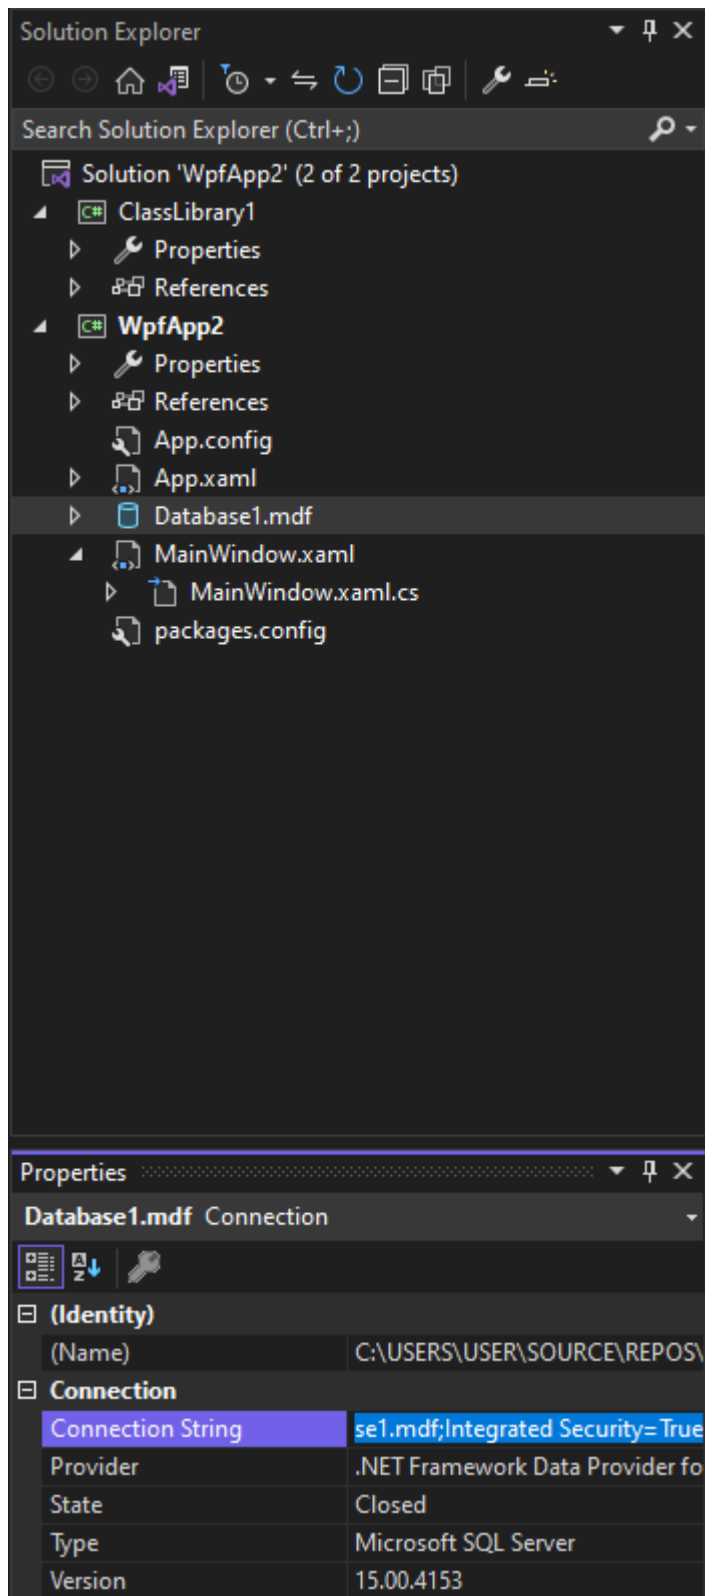 Solution Explorer
Search Solution Explorer (Ctrl+;)
Solution 'WpfApp2' (2 of 2 projects)
C# ClassLibrary1
Properties
References
C# WpfApp2
Properties
References
App.config
App.xaml
Database1.mdf
MainWindow.xaml
MainWindow.xaml.cs
packages.config
Properties
Database1.mdf Connection
(Identity)
(Name) C:\USERS\USER\SOURCE\REPOS\
Connection
Connection String se1.mdf;Integrated Security=True
Provider .NET Framework Data Provider fo
State Closed
Type Microsoft SQL Server
Version 15.00.4153